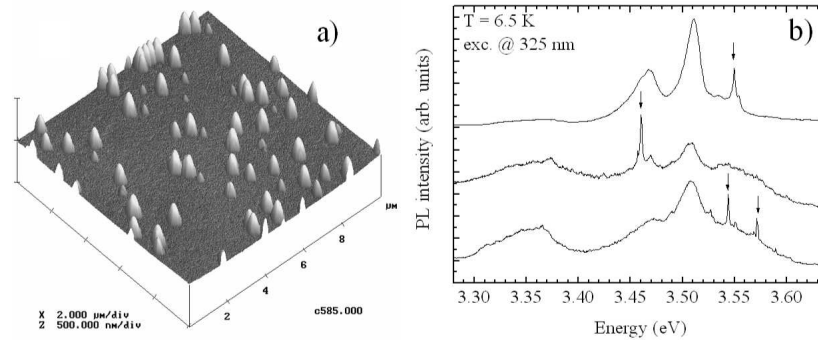 a)
µm
8
6
4
2
X 2.000 µm/div
Z 500.000 nm/div
c585.000
b)
T = 6.5 K
exc. @ 325 nm
PL intensity (arb. units)
3.30 3.35 3.40 3.45 3.50 3.55 3.60
Energy (eV)